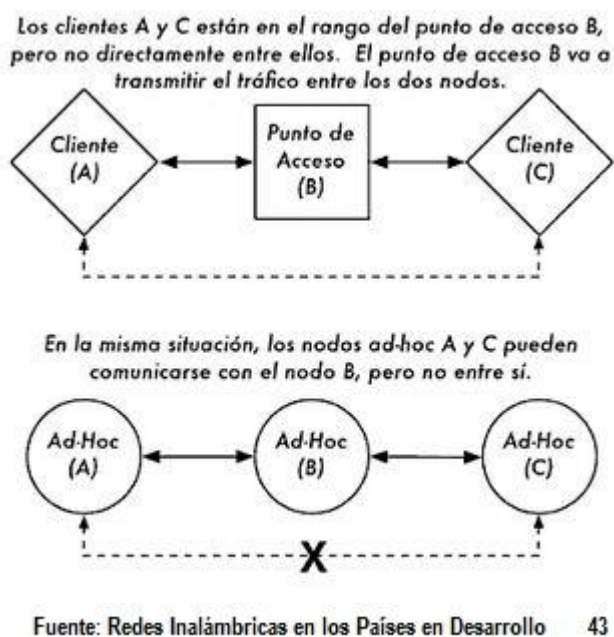 Los clientes A y C están en el rango del punto de acceso B,
pero no directamente entre ellos. El punto de acceso B va a
transmitir el tráfico entre los dos nodos.
Cliente
(A)
Punto de
Acceso
(B)
Cliente
(C)
En la misma situación, los nodos ad-hoc A y C pueden
comunicarse con el nodo B, pero no entre sí.
Ad-Hoc
(A)
Ad-Hoc
(B)
Ad-Hoc
(C)
X
Fuente: Redes Inalámbricas en los Países en Desarrollo 43